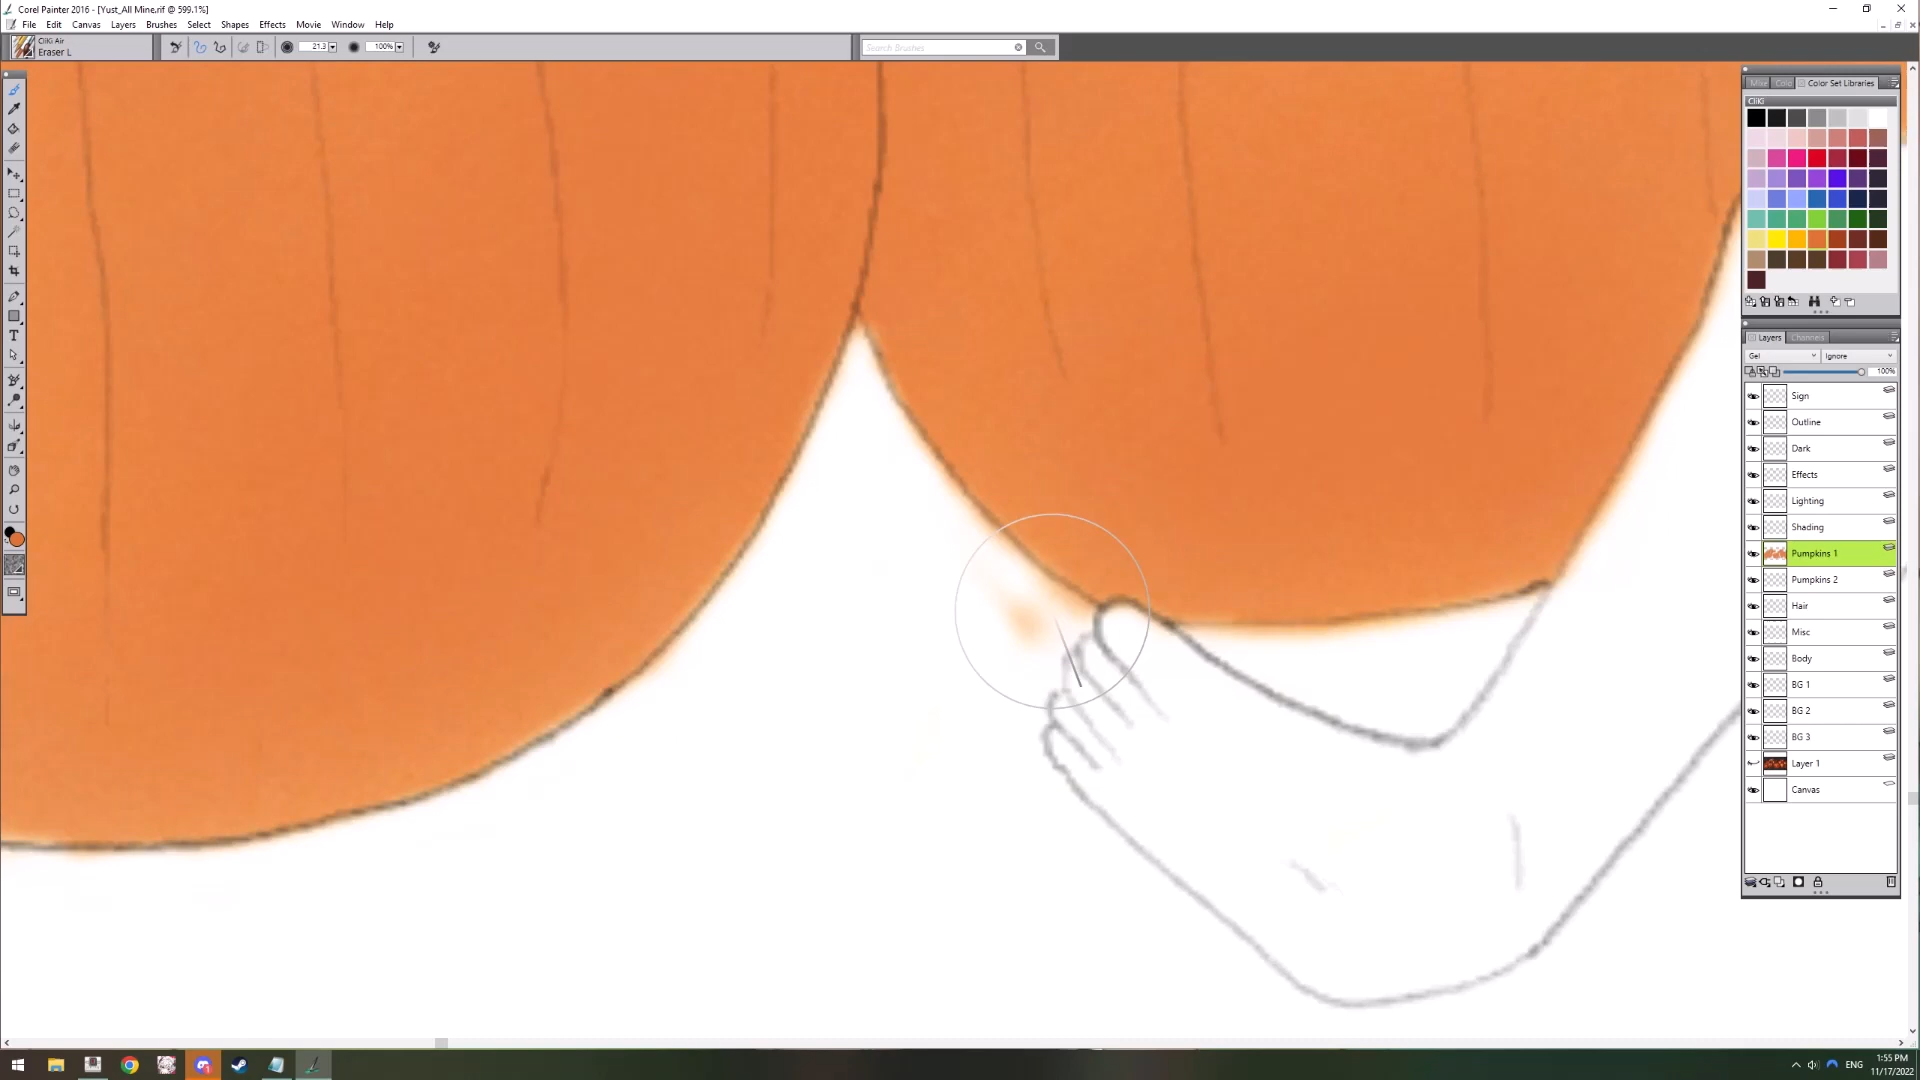 Corel Painter 2016 - [Yust_All Mine.rif @ 599.1%]
File Edit Canvas Layers Brushes Select Shapes Effects Movie Window Help
CliKi Air
Eraser L
21.3
100%
Search Brushes
Color Set Libraries
CliKi
Layers Channels
Gel Ignore
100%
Sign
Outline
Dark
Effects
Lighting
Shading
Pumpkins 1
Pumpkins 2
Hair
Misc
Body
BG 1
BG 2
BG 3
Layer 1
Canvas
ENG
1:55 PM
11/17/2022